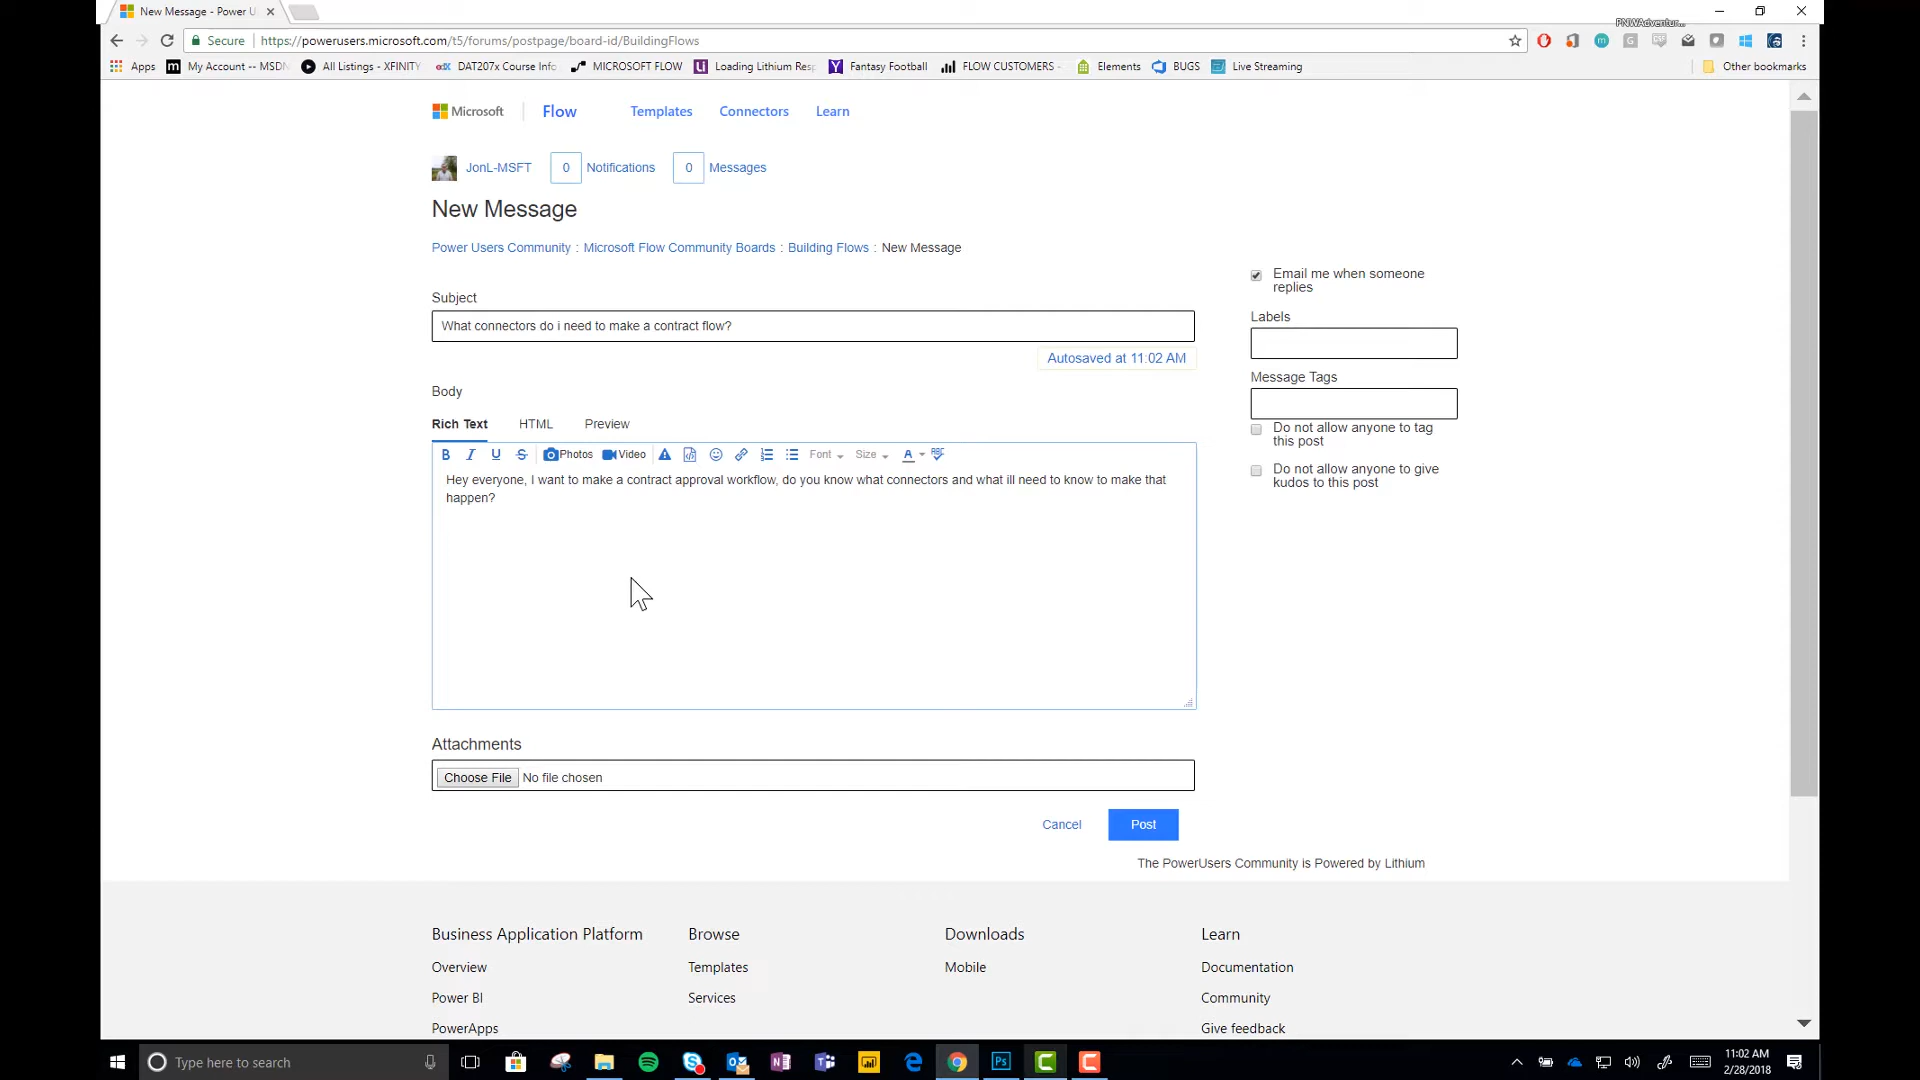 New Message - Power U
PNWAdventur...
Secure
https://powerusers.microsoft.com/t5/forums/postpage/board-id/BuildingFlows
Apps
My Account -- MSDN
All Listings - XFINITY
DAT207x Course Info
MICROSOFT FLOW
Loading Lithium Resp
Fantasy Football
FLOW CUSTOMERS -
Elements
BUGS
Live Streaming
Other bookmarks
Microsoft
Flow
Templates
Connectors
Learn
JonL-MSFT
0
Notifications
0
Messages
New Message
Power Users Community : Microsoft Flow Community Boards : Building Flows : New Message
Email me when someone
replies
Subject
What connectors do i need to make a contract flow?
Autosaved at 11:02 AM
Labels
Message Tags
Do not allow anyone to tag
this post
Do not allow anyone to give
kudos to this post
Body
Rich Text
HTML
Preview
B I U S Photos Video Font Size A ABC
Hey everyone, I want to make a contract approval workflow, do you know what connectors and what ill need to know to make that
happen?
Attachments
Choose File No file chosen
Cancel
Post
The PowerUsers Community is Powered by Lithium
Business Application Platform
Overview
Power BI
PowerApps
Browse
Templates
Services
Downloads
Mobile
Learn
Documentation
Community
Give feedback
Type here to search
11:02 AM
2/28/2018